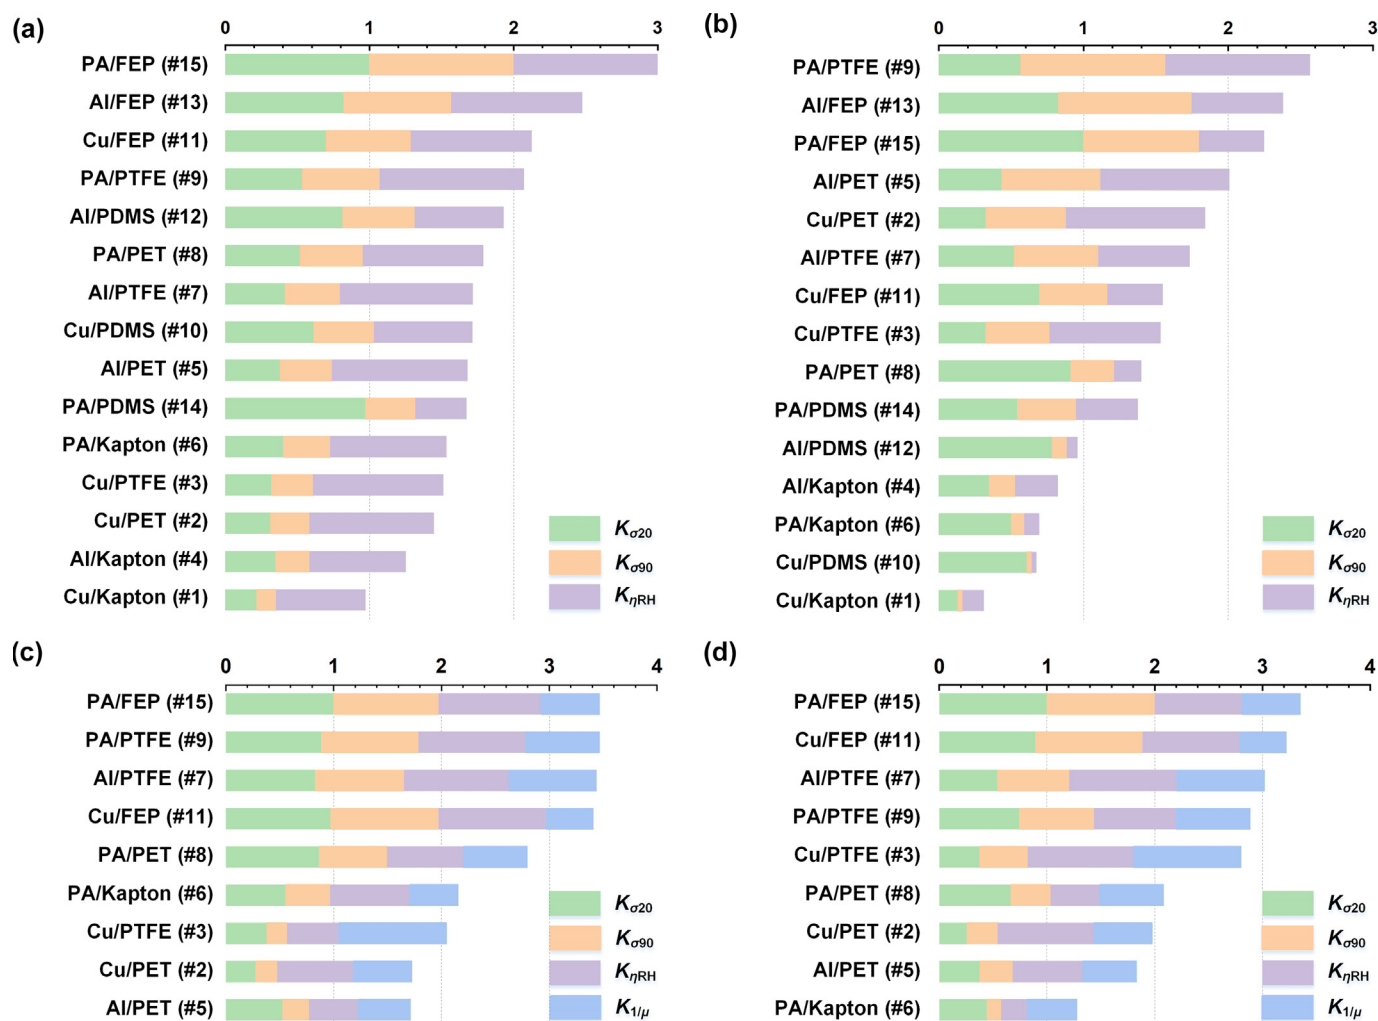 (a)
0 1 2 3
PA/FEP (#15)
Al/FEP (#13)
Cu/FEP (#11)
PA/PTFE (#9)
Al/PDMS (#12)
PA/PET (#8)
Al/PTFE (#7)
Cu/PDMS (#10)
Al/PET (#5)
PA/PDMS (#14)
PA/Kapton (#6)
Cu/PTFE (#3)
Cu/PET (#2)
Al/Kapton (#4)
Cu/Kapton (#1)
Kσ20
Kσ90
KηRH
(b)
0 1 2 3
PA/PTFE (#9)
Al/FEP (#13)
PA/FEP (#15)
Al/PET (#5)
Cu/PET (#2)
Al/PTFE (#7)
Cu/FEP (#11)
Cu/PTFE (#3)
PA/PET (#8)
PA/PDMS (#14)
Al/PDMS (#12)
Al/Kapton (#4)
PA/Kapton (#6)
Cu/PDMS (#10)
Cu/Kapton (#1)
Kσ20
Kσ90
KηRH
(c)
0 1 2 3 4
PA/FEP (#15)
PA/PTFE (#9)
Al/PTFE (#7)
Cu/FEP (#11)
PA/PET (#8)
PA/Kapton (#6)
Cu/PTFE (#3)
Cu/PET (#2)
Al/PET (#5)
Kσ20
Kσ90
KηRH
K1/μ
(d)
0 1 2 3 4
PA/FEP (#15)
Cu/FEP (#11)
Al/PTFE (#7)
PA/PTFE (#9)
Cu/PTFE (#3)
PA/PET (#8)
Cu/PET (#2)
Al/PET (#5)
PA/Kapton (#6)
Kσ20
Kσ90
KηRH
K1/μ